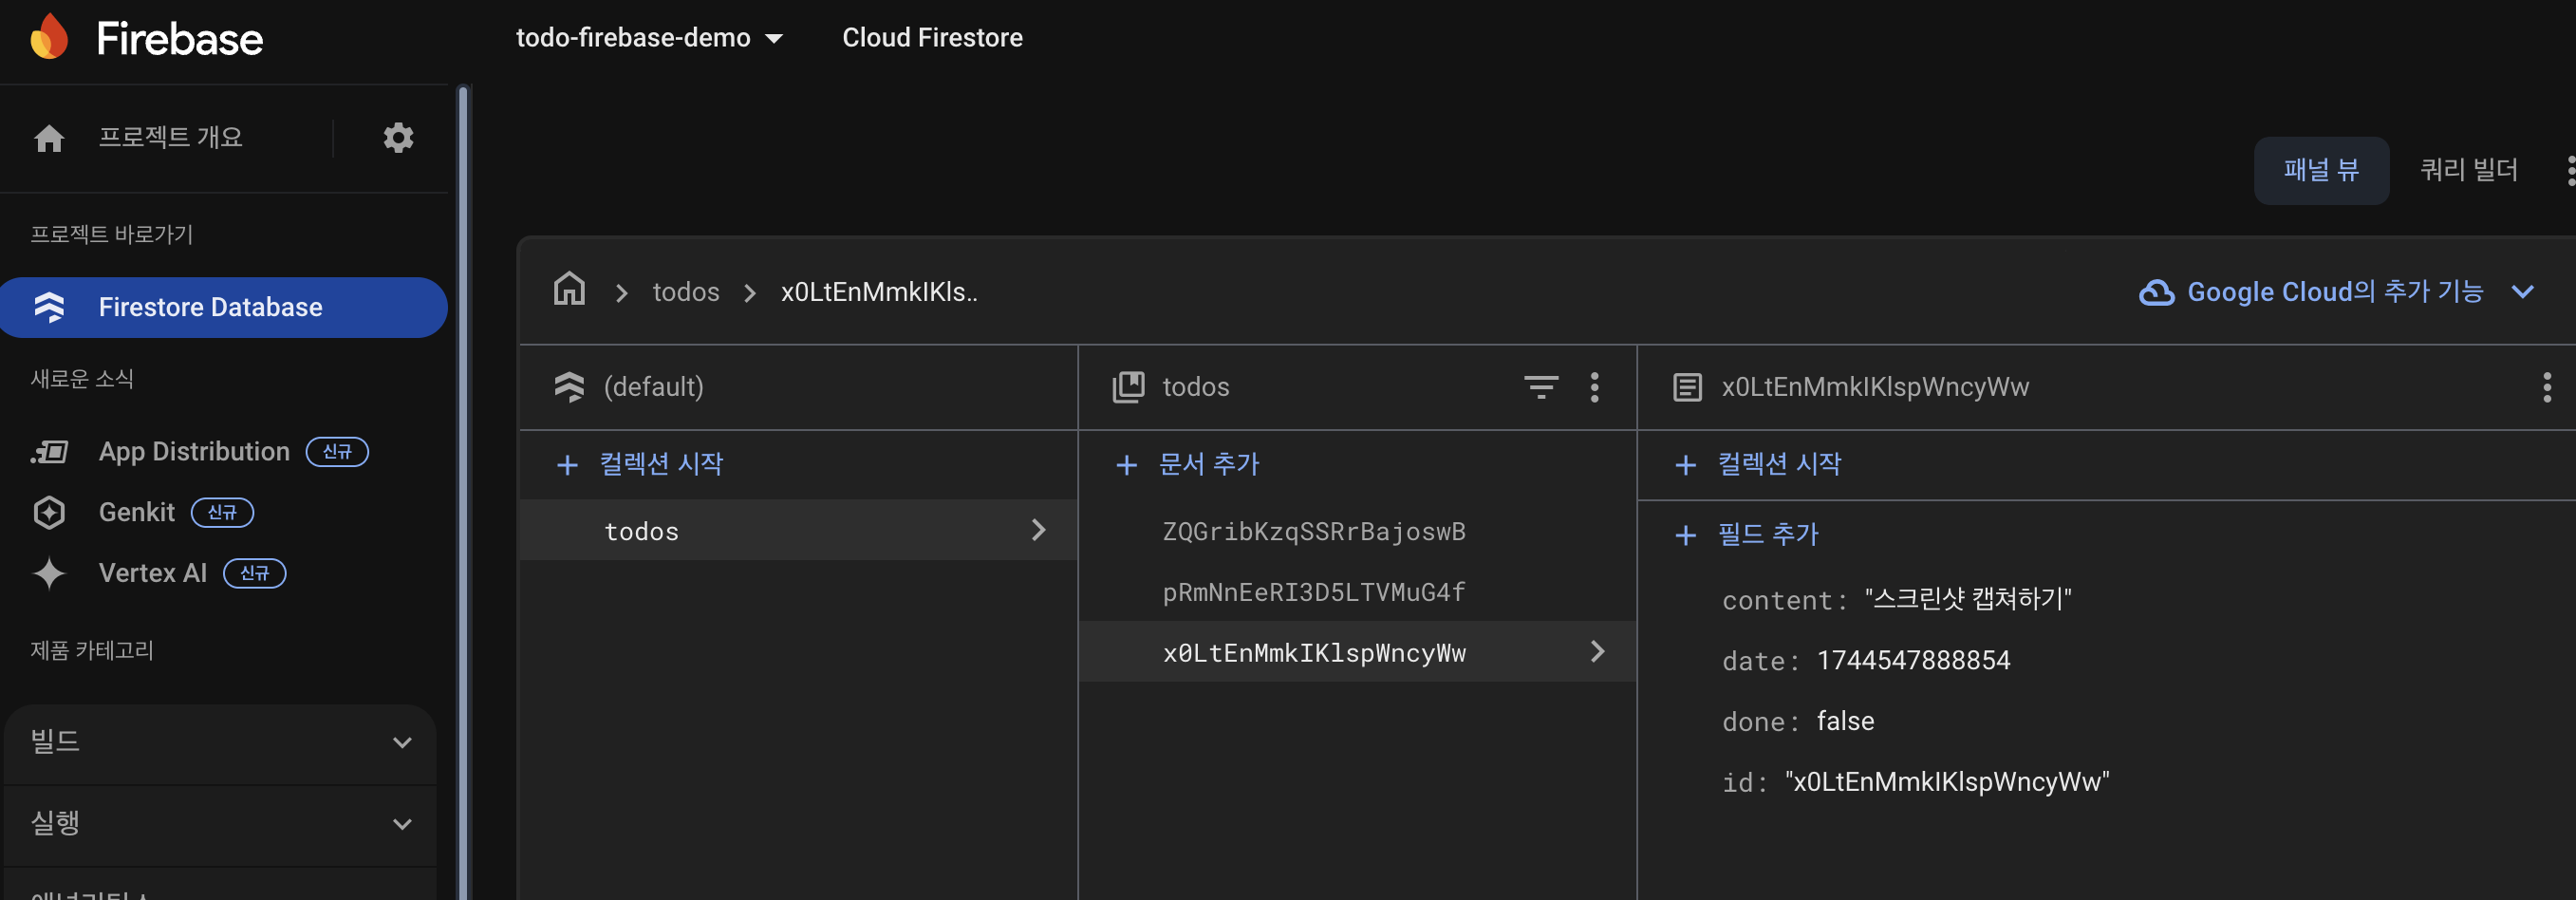 Firebase
todo-firebase-demo
Cloud Firestore
프로젝트 개요
프로젝트 바로가기
Firestore Database
새로운 소식
App Distribution 신규
Genkit 신규
Vertex AI 신규
제품 카테고리
빌드
실행
패널 뷰
쿼리 빌더
todos
x0LtEnMmkIKls..
Google Cloud의 추가 기능
(default)
컬렉션 시작
todos
todos
문서 추가
ZQGribKzqSSRrBajoswB
pRmNnEeRI3D5LTVMuG4f
x0LtEnMmkIKlspWncyWw
x0LtEnMmkIKlspWncyWw
컬렉션 시작
필드 추가
content: "스크린샷 캡쳐하기"
date: 1744547888854
done: false
id: "x0LtEnMmkIKlspWncyWw"